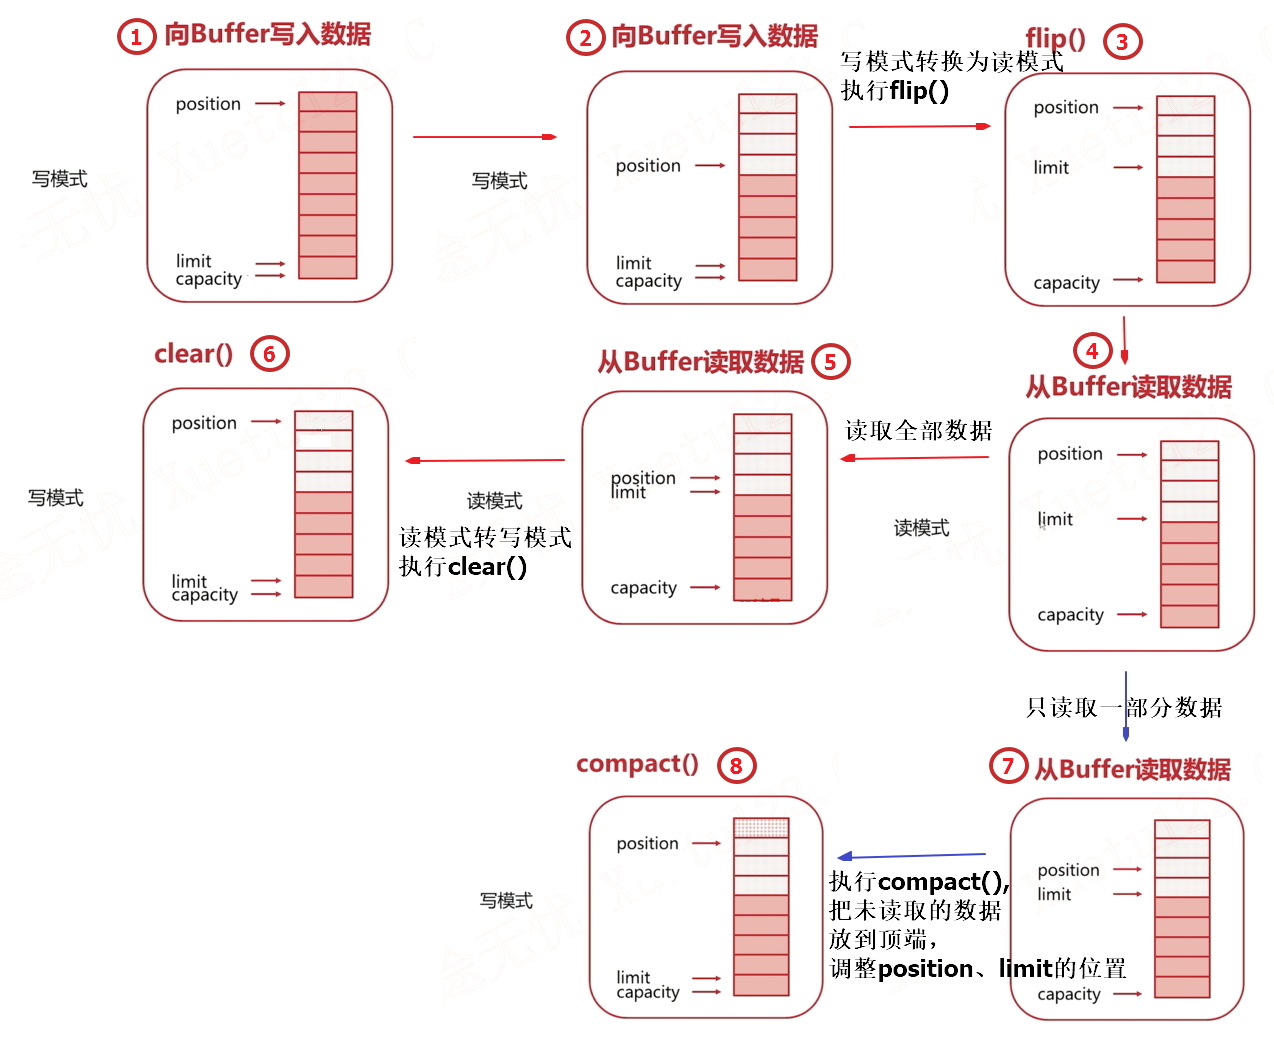 ① 向Buffer写入数据
position
写模式
limit
capacity
② 向Buffer写入数据
写模式
position
limit
capacity
写模式转换为读模式
执行flip()
flip() ③
position
limit
capacity
④
从Buffer读取数据
position
limit
capacity
读模式
读取全部数据
从Buffer读取数据 ⑤
position
limit
capacity
读模式
读模式转写模式
执行clear()
clear() ⑥
position
写模式
limit
capacity
只读取一部分数据
⑦ 从Buffer读取数据
position
limit
capacity
执行compact(),
把未读取的数据
放到顶端，
调整position、limit的位置
compact() ⑧
position
写模式
limit
capacity